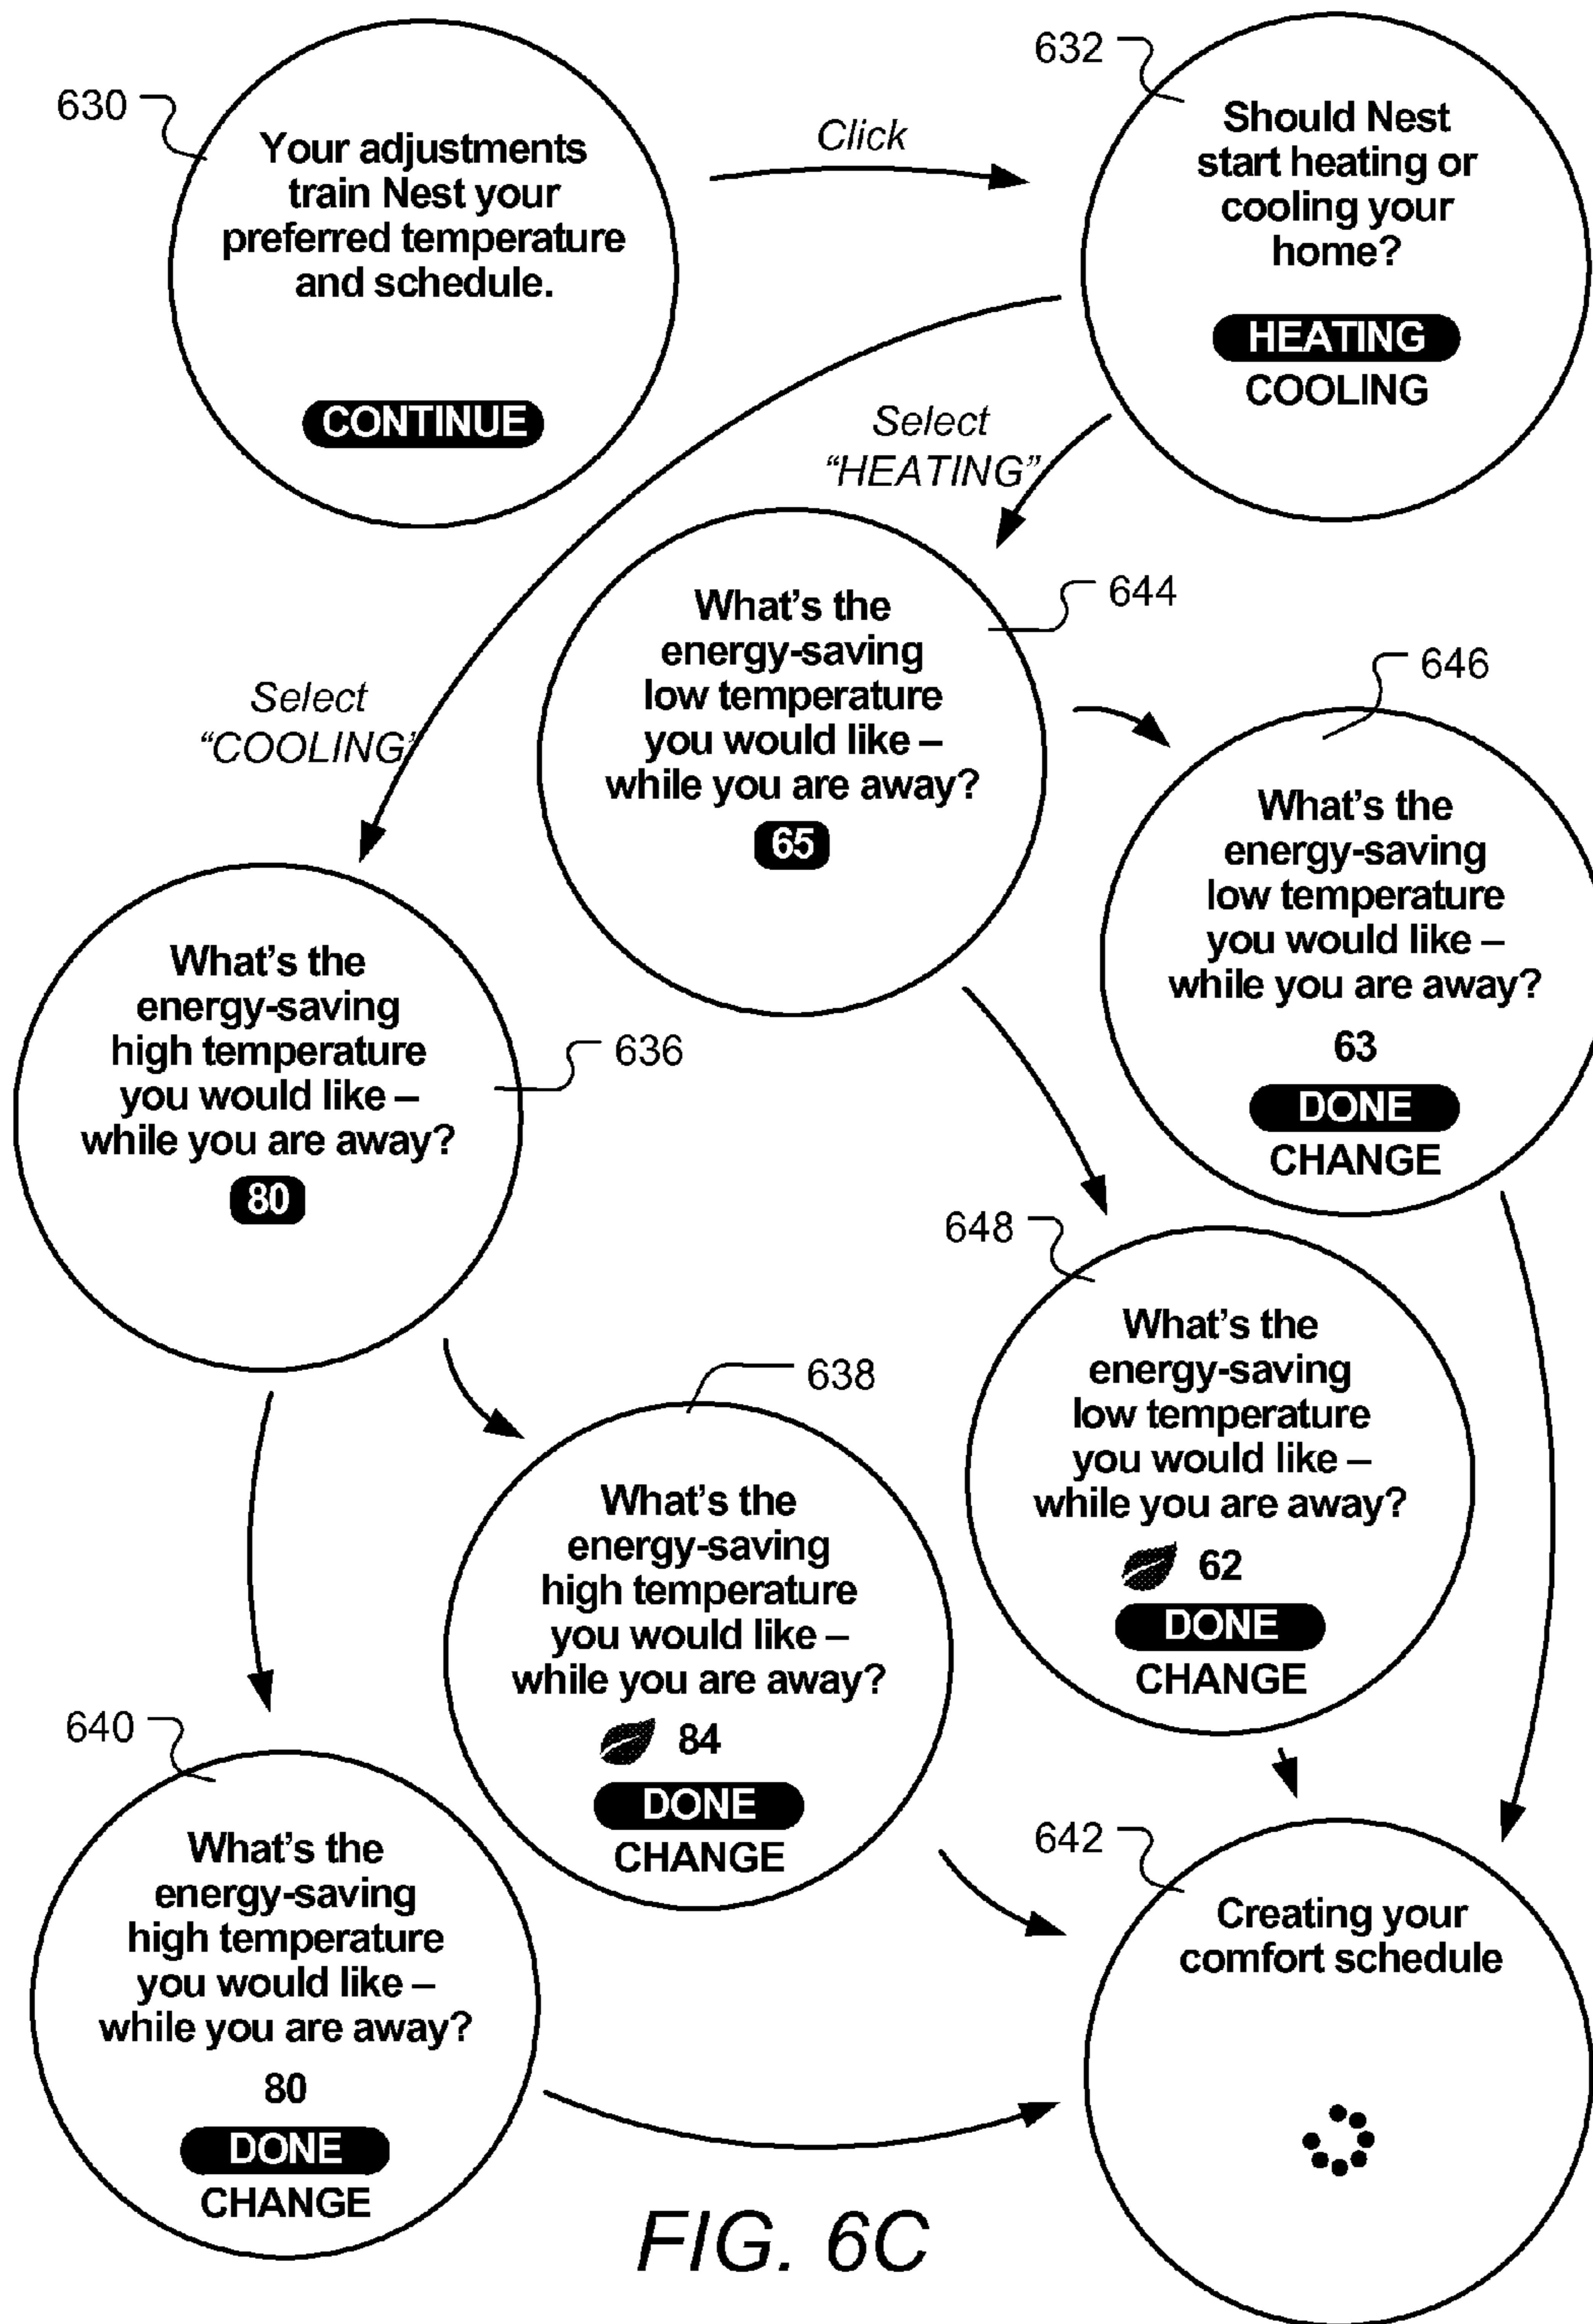 630
Your adjustments
train Nest your
preferred temperature
and schedule.
CONTINUE
Click
632
Should Nest
start heating or
cooling your
home?
HEATING
COOLING
Select
“HEATING”
Select
“COOLING”
644
What’s the
energy-saving
low temperature
you would like –
while you are away?
65
646
What’s the
energy-saving
low temperature
you would like –
while you are away?
63
DONE
CHANGE
636
What’s the
energy-saving
high temperature
you would like –
while you are away?
80
648
What’s the
energy-saving
low temperature
you would like –
while you are away?
62
DONE
CHANGE
638
What’s the
energy-saving
high temperature
you would like –
while you are away?
84
DONE
CHANGE
640
What’s the
energy-saving
high temperature
you would like –
while you are away?
80
DONE
CHANGE
642
Creating your
comfort schedule
FIG. 6C